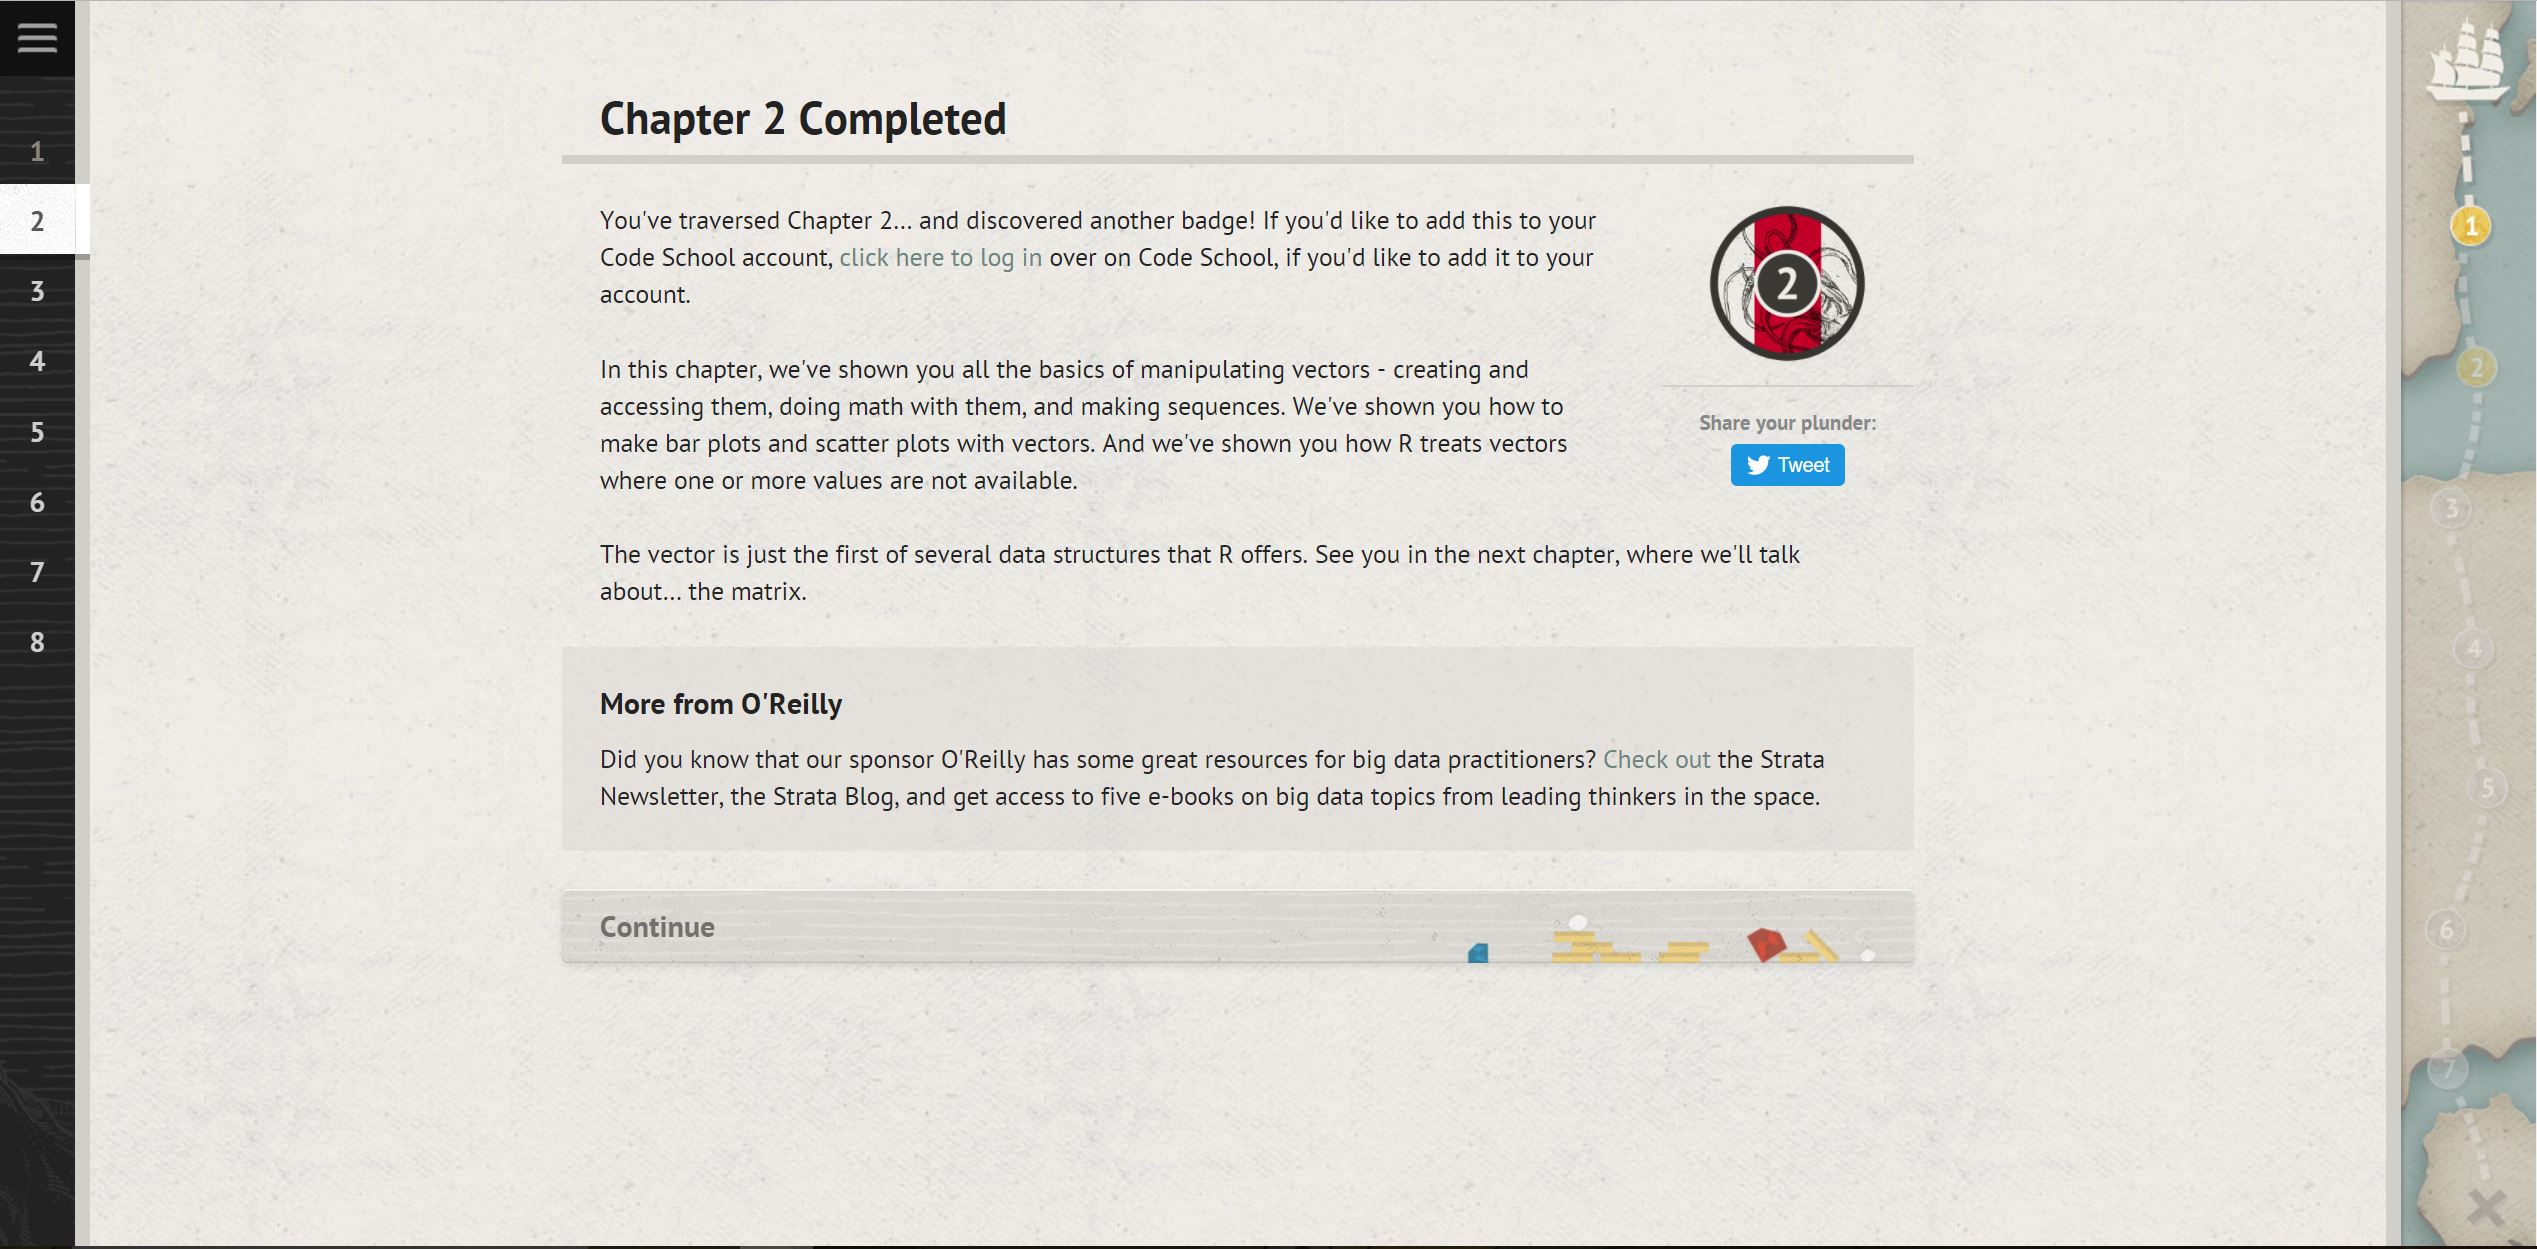 1
2
3
4
5
6
7
8
Chapter 2 Completed
You've traversed Chapter 2... and discovered another badge! If you'd like to add this to your
Code School account, click here to log in over on Code School, if you'd like to add it to your
account.
In this chapter, we've shown you all the basics of manipulating vectors - creating and
accessing them, doing math with them, and making sequences. We've shown you how to
make bar plots and scatter plots with vectors. And we've shown you how R treats vectors
where one or more values are not available.
2
Share your plunder:
Tweet
The vector is just the first of several data structures that R offers. See you in the next chapter, where we'll talk
about... the matrix.
More from O'Reilly
Did you know that our sponsor O'Reilly has some great resources for big data practitioners? Check out the Strata
Newsletter, the Strata Blog, and get access to five e-books on big data topics from leading thinkers in the space.
Continue
1
2
3
4
5
6
7